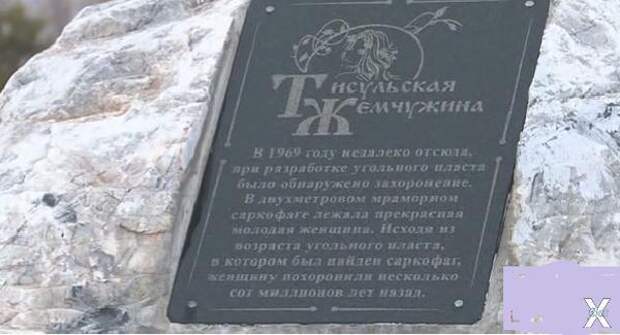 Тисульская
Жемчужина
В 1969 году недалеко отсюда,
при разработке угольного пласта
было обнаружено захоронение.
В двухметровом мраморном
саркофаге лежала прекрасная
молодая женщина. Исходя из
возраста угольного пласта,
в котором был найден саркофаг,
женщину похоронили несколько
сот миллионов лет назад.